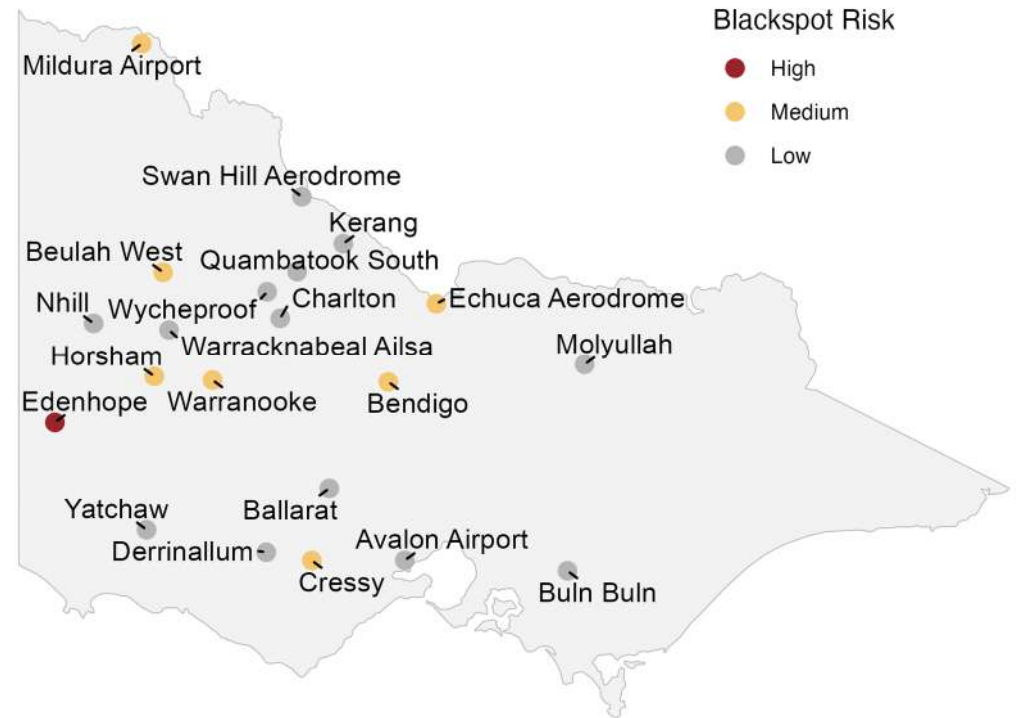 Blackspot Risk
High
Medium
Low
Mildura Airport
Swan Hill Aerodrome
Kerang
Beulah West
Quambatook South
Nhill
Wycheproof
Charlton
Echuca Aerodrome
Warracknabeal Ailsa
Molyullah
Horsham
Edenhope
Warranooke
Bendigo
Yatchaw
Ballarat
Derrinallum
Avalon Airport
Cressy
Buln Buln